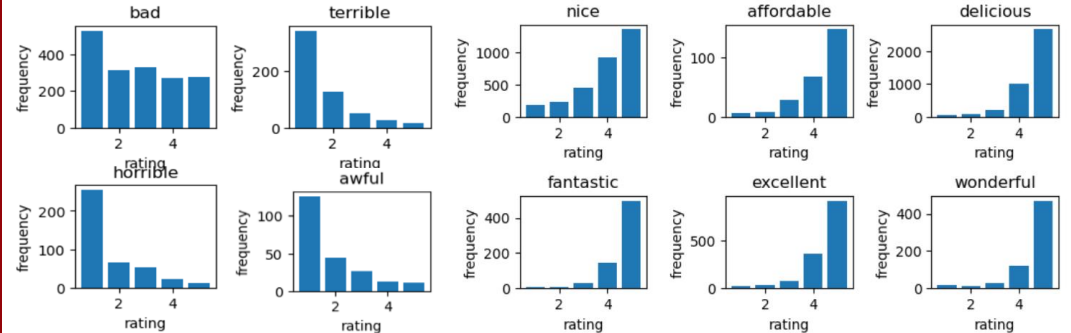 bad
frequency
400
200
0
2 4
rating
terrible
frequency
200
0
2 4
rating
nice
frequency
1000
500
0
2 4
rating
affordable
frequency
100
0
2 4
rating
delicious
frequency
2000
1000
0
2 4
rating
horrible
frequency
200
100
0
2 4
rating
awful
frequency
100
50
0
2 4
rating
fantastic
frequency
400
200
0
2 4
rating
excellent
frequency
500
0
2 4
rating
wonderful
frequency
400
200
0
2 4
rating